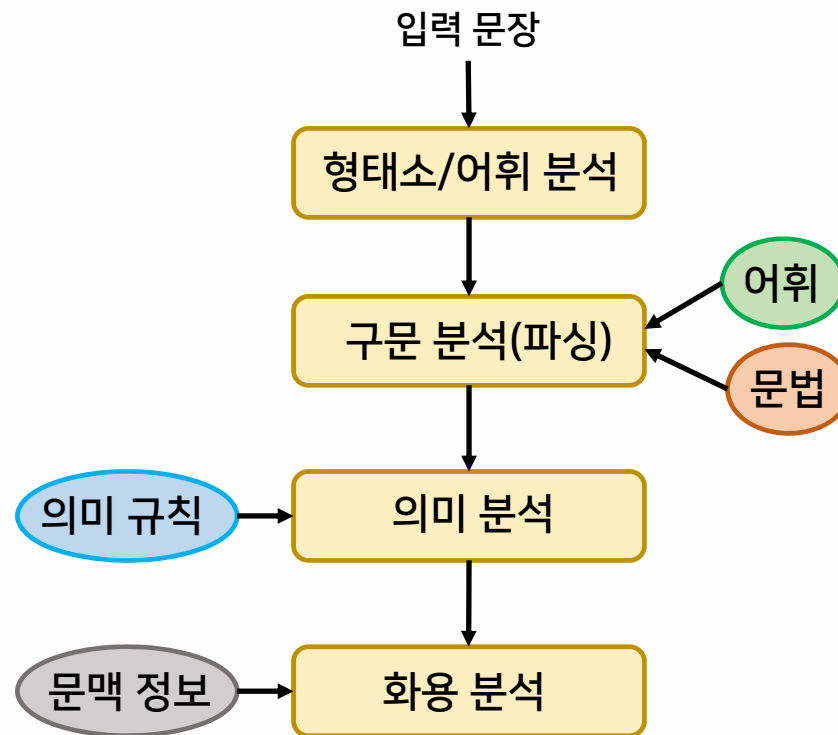 입력 문장
형태소/어휘 분석
어휘
구문 분석(파싱)
문법
의미 규칙
의미 분석
문맥 정보
화용 분석